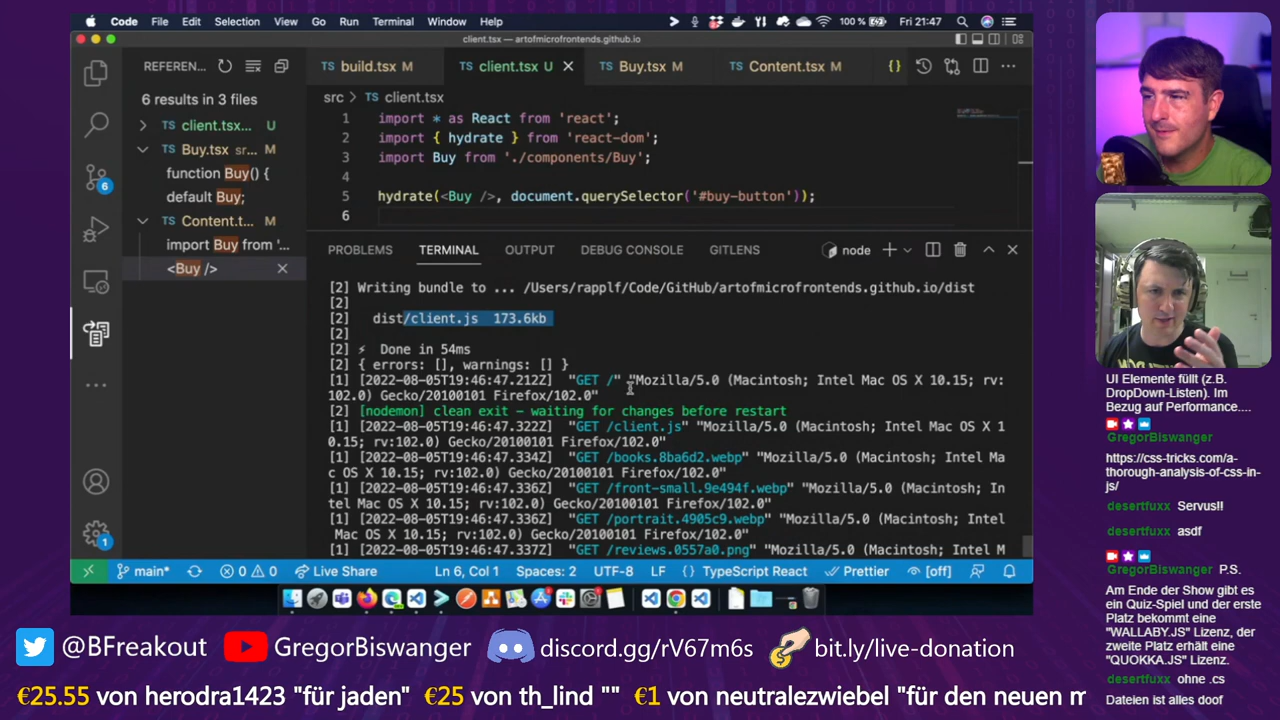 Code File Edit Selection View Go Run Terminal Window Help 100 % Fri 21:47
client.tsx — artofmicrofrontends.github.io
REFEREN...
build.tsx M client.tsx U Buy.tsx M Content.tsx M
src > TS client.tsx
6 results in 3 files
TS client.tsx... U
TS Buy.tsx src... M
function Buy() {
default Buy;
TS Content.t... M
import Buy from '...
<Buy />
6
1
1 import * as React from 'react';
2 import { hydrate } from 'react-dom';
3 import Buy from './components/Buy';
4
5 hydrate(<Buy />, document.querySelector('#buy-button'));
6
PROBLEMS TERMINAL OUTPUT DEBUG CONSOLE GITLENS node
[2] Writing bundle to ... /Users/rapplf/Code/GitHub/artofmicrofrontends.github.io/dist
[2]
[2] dist/client.js 173.6kb
[2]
[2] ⚡ Done in 54ms
[2] { errors: [], warnings: [] }
[1] [2022-08-05T19:46:47.212Z] "GET /" "Mozilla/5.0 (Macintosh; Intel Mac OS X 10.15; rv:
102.0) Gecko/20100101 Firefox/102.0"
[2] [nodemon] clean exit - waiting for changes before restart
[1] [2022-08-05T19:46:47.322Z] "GET /client.js" "Mozilla/5.0 (Macintosh; Intel Mac OS X 1
0.15; rv:102.0) Gecko/20100101 Firefox/102.0"
[1] [2022-08-05T19:46:47.334Z] "GET /books.8ba6d2.webp" "Mozilla/5.0 (Macintosh; Intel Ma
c OS X 10.15; rv:102.0) Gecko/20100101 Firefox/102.0"
[1] [2022-08-05T19:46:47.336Z] "GET /front-small.9e494f.webp" "Mozilla/5.0 (Macintosh; In
tel Mac OS X 10.15; rv:102.0) Gecko/20100101 Firefox/102.0"
[1] [2022-08-05T19:46:47.336Z] "GET /portrait.4905c9.webp" "Mozilla/5.0 (Macintosh; Intel
Mac OS X 10.15; rv:102.0) Gecko/20100101 Firefox/102.0"
[1] [2022-08-05T19:46:47.337Z] "GET /reviews.0557a0.png" "Mozilla/5.0 (Macintosh; Intel M
main* 0 0 Live Share Ln 6, Col 1 Spaces: 2 UTF-8 LF {} TypeScript React Prettier [off]
UI Elemente füllt (z.B.
DropDown-Listen). Im
Bezug auf Performance....
GregorBiswanger
https://css-tricks.com/a-
thorough-analysis-of-css-in-
js/
desertfuxx Servus!!
desertfuxx asdf
GregorBiswanger P.S.
Am Ende der Show gibt es
ein Quiz-Spiel und der erste
Platz bekommt eine
"WALLABY.JS" Lizenz, der
zweite Platz erhält eine
"QUOKKA.JS" Lizenz.
desertfuxx ohne .cs
Dateien ist alles doof
@BFreakout GregorBiswanger discord.gg/rV67m6s bit.ly/live-donation
€25.55 von herodra1423 "für jaden" €25 von th_lind "" €1 von neutralezwiebel "für den neuen m